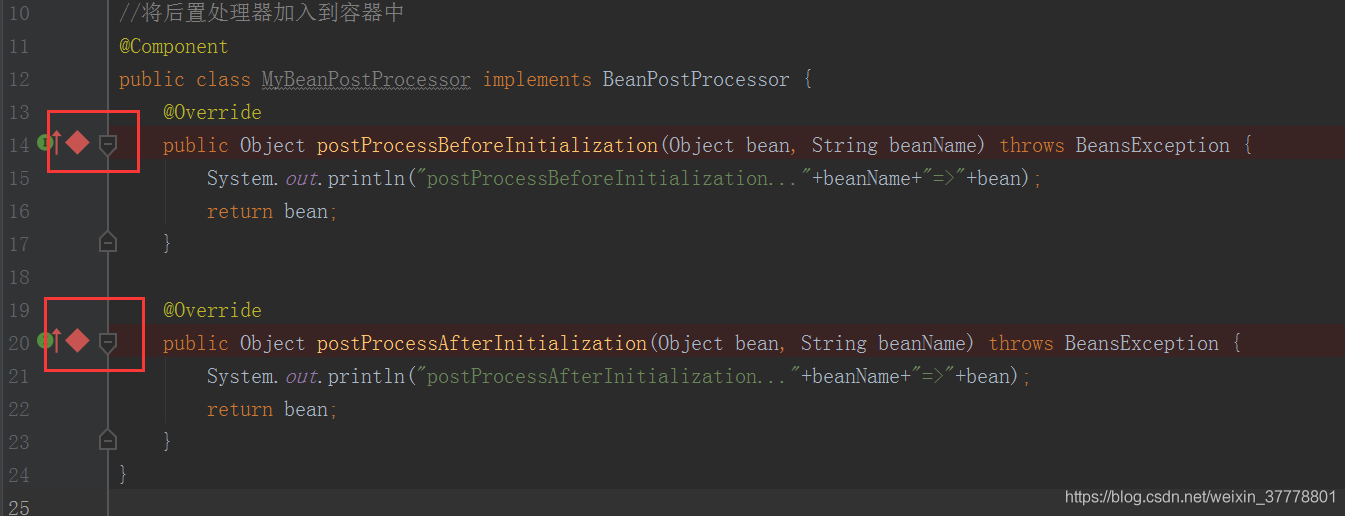 10 //将后置处理器加入到容器中
11 @Component
12 public class MyBeanPostProcessor implements BeanPostProcessor {
13 @Override
14 public Object postProcessBeforeInitialization(Object bean, String beanName) throws BeansException {
15 System.out.println("postProcessBeforeInitialization..."+beanName+"=>"+bean);
16 return bean;
17 }
18
19 @Override
20 public Object postProcessAfterInitialization(Object bean, String beanName) throws BeansException {
21 System.out.println("postProcessAfterInitialization..."+beanName+"=>"+bean);
22 return bean;
23 }
24 }
25
https://blog.csdn.net/weixin_37778801